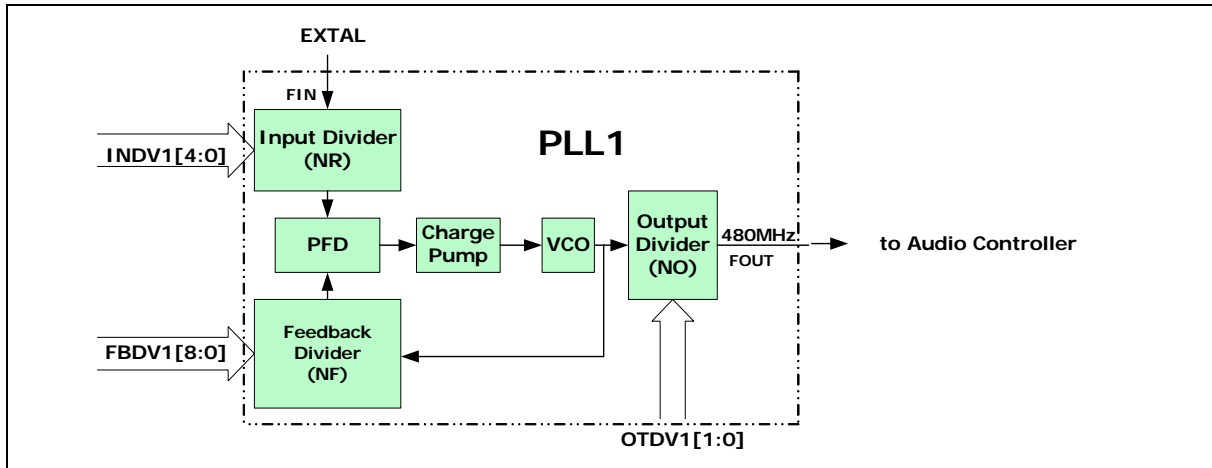 EXTAL
FIN
Input Divider
(NR)
PLL1
INDV1[4:0]
PFD
Charge
Pump
VCO
Output
Divider
(NO)
480MHz
FOUT
to Audio Controller
Feedback
Divider
(NF)
FBDV1[8:0]
OTDV1[1:0]